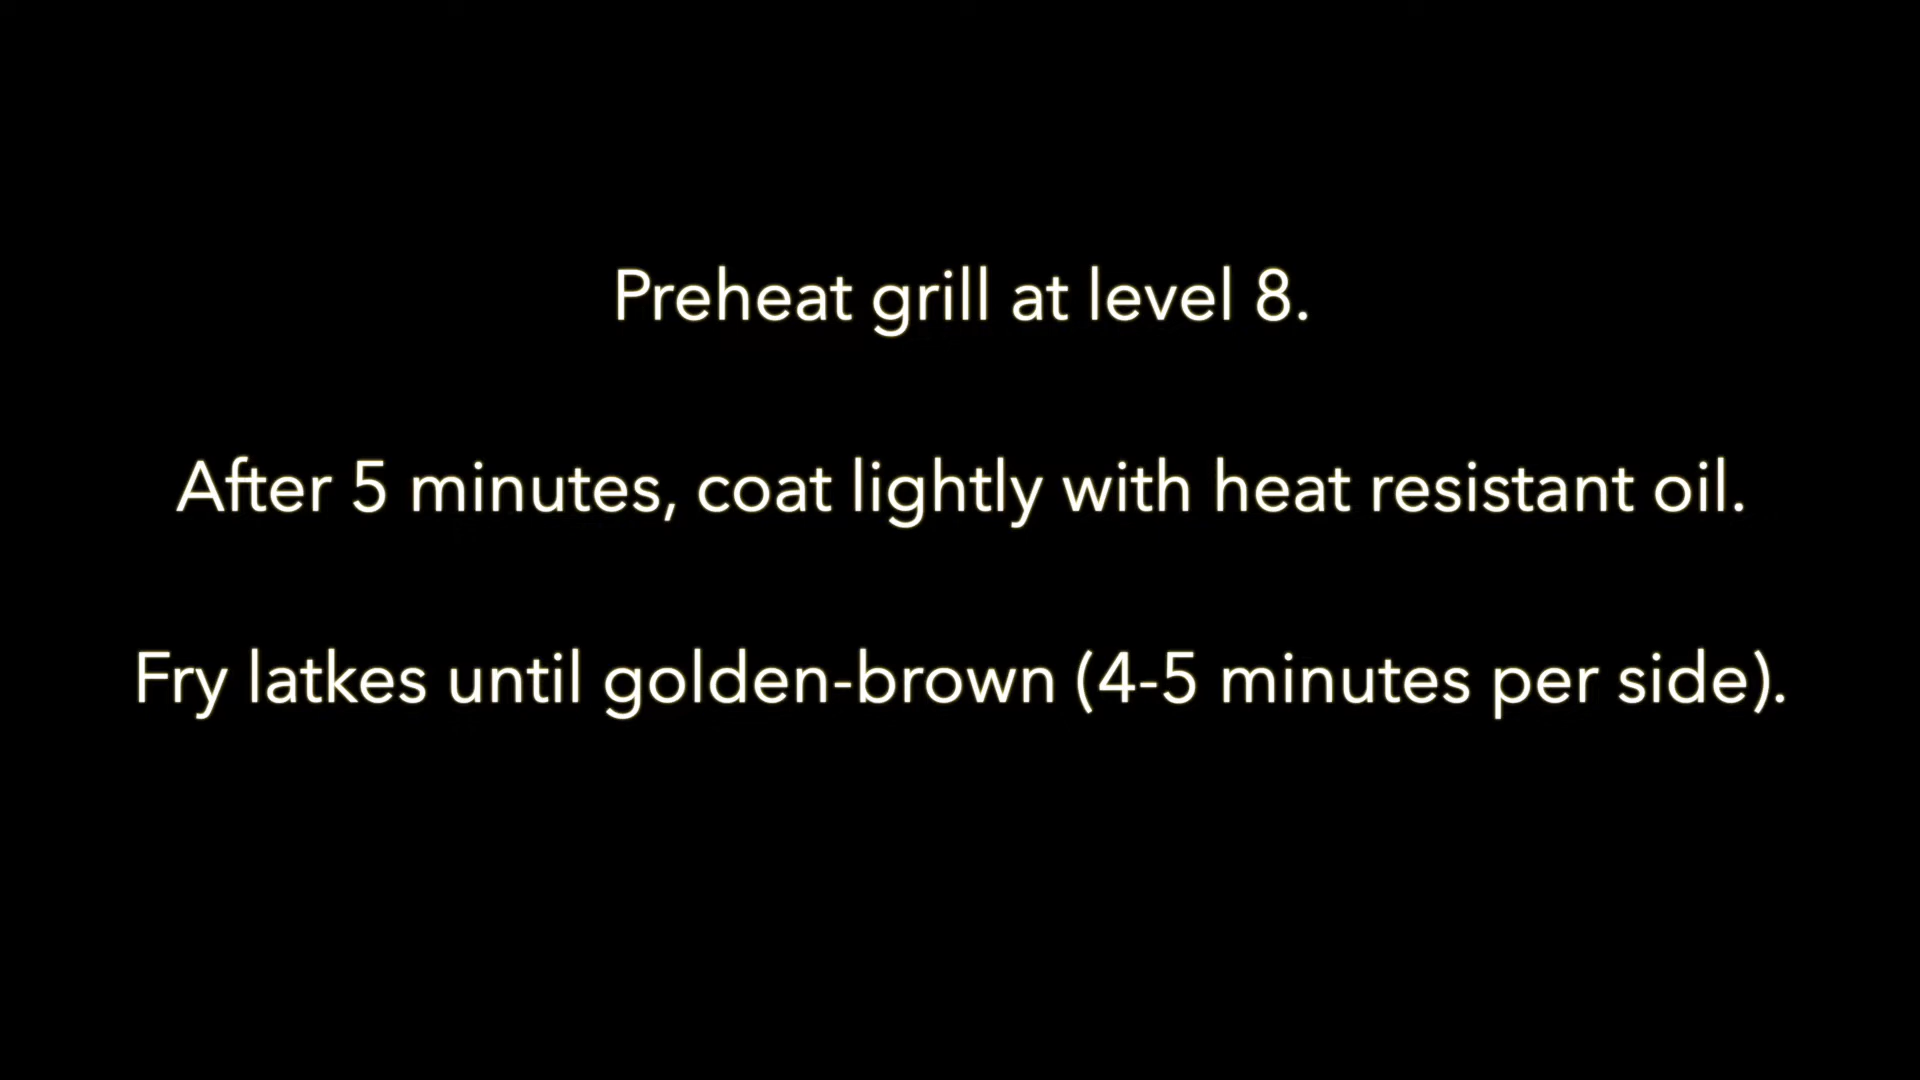 Preheat grill at level 8.
After 5 minutes, coat lightly with heat resistant oil.
Fry latkes until golden-brown (4-5 minutes per side).